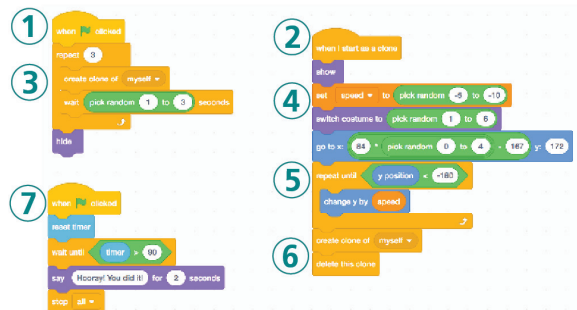 1
when clicked
repeat 3
3
create clone of myself
wait pick random 1 to 3 seconds
hide
2
when I start as a clone
show
4
set speed to pick random -5 to -10
switch costume to pick random 1 to 6
go to x: 84 * pick random 0 to 4 - 167 y: 172
5
repeat until y position < -180
change y by speed
create clone of myself
6
delete this clone
7
when clicked
reset timer
wait until timer > 60
say Hooray! You did it! for 2 seconds
stop all